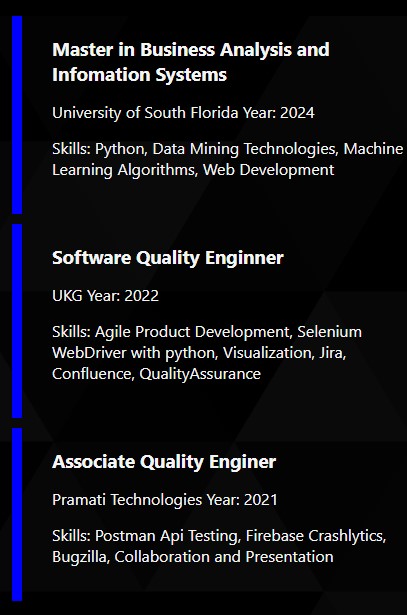 Master in Business Analysis and
Infomation Systems
University of South Florida Year: 2024
Skills: Python, Data Mining Technologies, Machine
Learning Algorithms, Web Development
Software Quality Enginner
UKG Year: 2022
Skills: Agile Product Development, Selenium
WebDriver with python, Visualization, Jira,
Confluence, QualityAssurance
Associate Quality Enginer
Pramati Technologies Year: 2021
Skills: Postman Api Testing, Firebase Crashlytics,
Bugzilla, Collaboration and Presentation